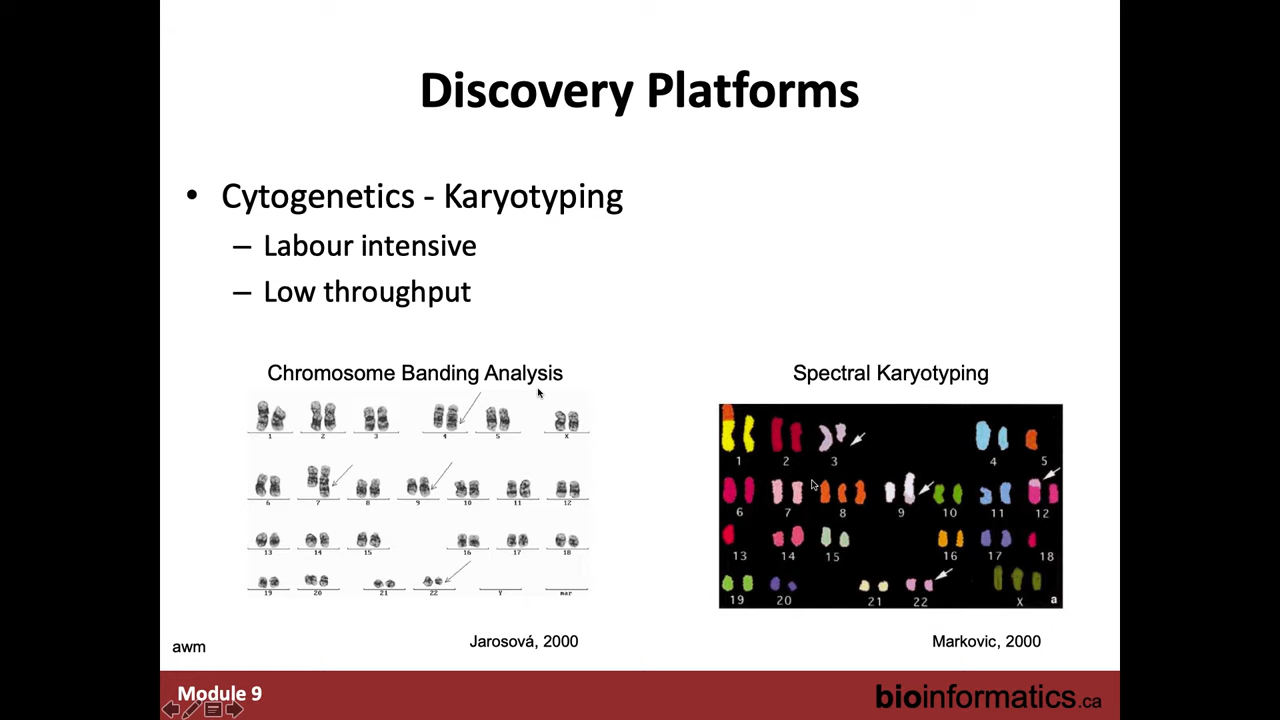 Discovery Platforms
• Cytogenetics - Karyotyping
– Labour intensive
– Low throughput
Chromosome Banding Analysis
1 2 3 4 5 X
6 7 8 9 10 11 12
13 14 15 16 17 18
19 20 21 22 Y mar
Jarosová, 2000
Spectral Karyotyping
1 2 3 4 5
6 7 8 9 10 11 12
13 14 15 16 17 18
19 20 21 22 X a
Markovic, 2000
awm
Module 9
bioinformatics.ca